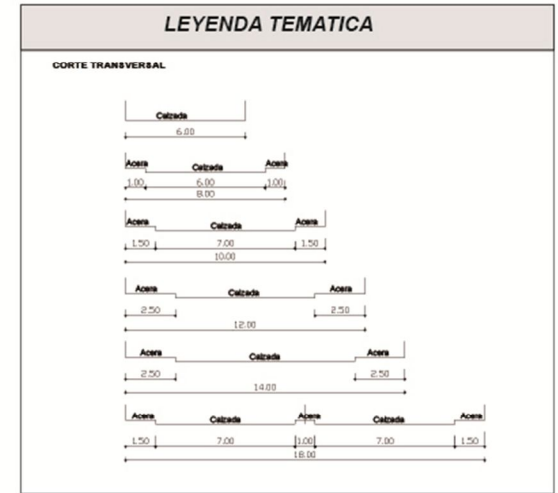 LEYENDA TEMATICA
CORTE TRANSVERSAL
Calzada
6.00
Acera Calzada Acera
1.00 6.00 1.00
8.00
Acera Calzada Acera
1.50 7.00 1.50
10.00
Acera Calzada Acera
2.50 2.50
12.00
Acera Calzada Acera
2.50 2.50
14.00
Acera Calzada Acera Calzada Acera
1.50 7.00 1.00 7.00 1.50
18.00